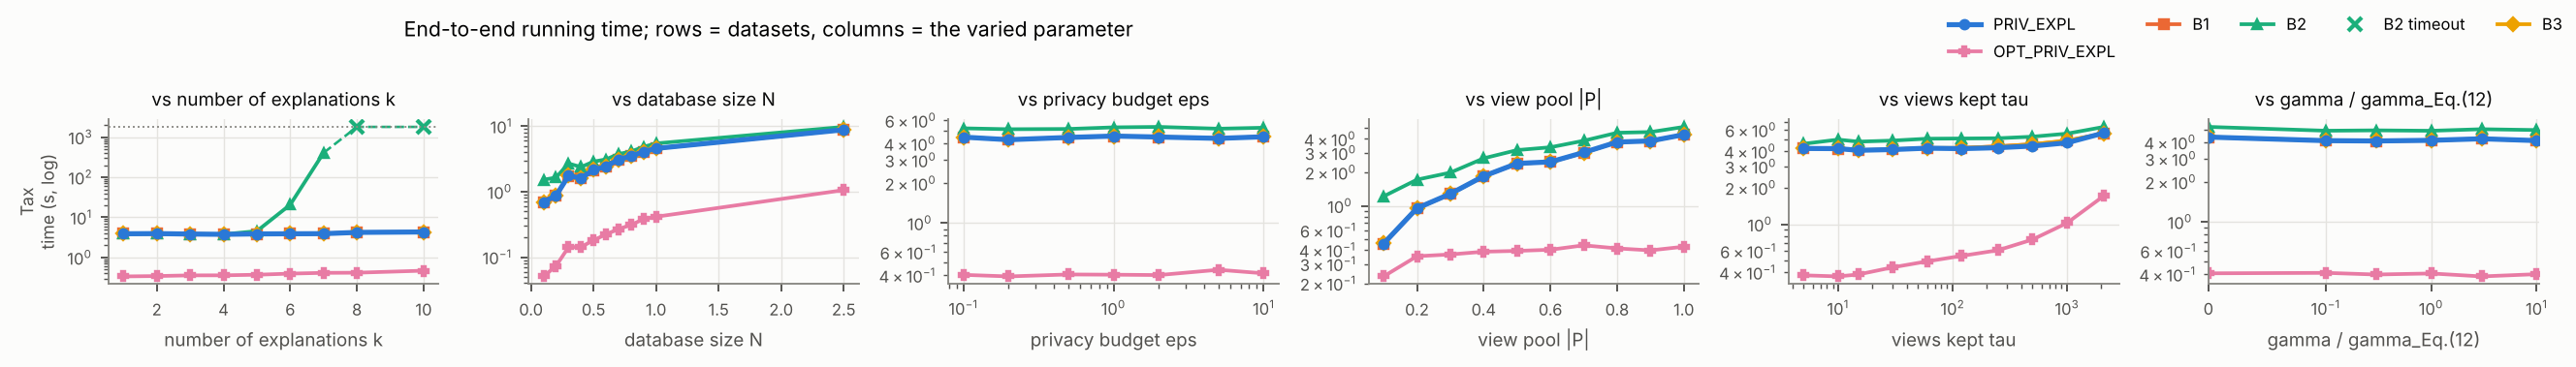 End-to-end running time; rows = datasets, columns = the varied parameter
PRIV_EXPL
B1
B2
B2 timeout
B3
OPT_PRIV_EXPL
vs number of explanations k
Tax
time (s, log)
10³
10²
10¹
10⁰
2 4 6 8 10
number of explanations k
vs database size N
10¹
10⁰
10⁻¹
0.0 0.5 1.0 1.5 2.0 2.5
database size N
vs privacy budget eps
6 × 10⁰
4 × 10⁰
3 × 10⁰
2 × 10⁰
10⁰
6 × 10⁻¹
4 × 10⁻¹
10⁻¹ 10⁰ 10¹
privacy budget eps
vs view pool |P|
4 × 10⁰
3 × 10⁰
2 × 10⁰
10⁰
6 × 10⁻¹
4 × 10⁻¹
3 × 10⁻¹
2 × 10⁻¹
0.2 0.4 0.6 0.8 1.0
view pool |P|
vs views kept tau
6 × 10⁰
4 × 10⁰
3 × 10⁰
2 × 10⁰
10⁰
6 × 10⁻¹
4 × 10⁻¹
10¹ 10² 10³
views kept tau
vs gamma / gamma_Eq.(12)
4 × 10⁰
3 × 10⁰
2 × 10⁰
10⁰
6 × 10⁻¹
4 × 10⁻¹
0 10⁻¹ 10⁰ 10¹
gamma / gamma_Eq.(12)